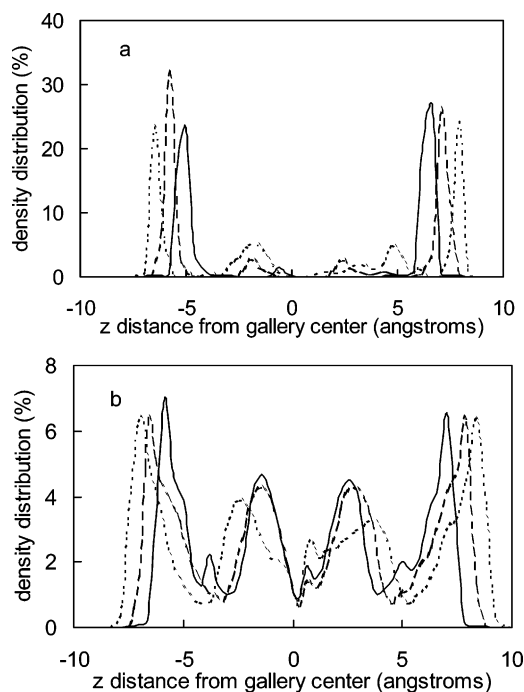 a
density distribution (%)
40
30
20
10
0
-10 -5 0 5 10
z distance from gallery center (angstroms)
b
density distribution (%)
8
6
4
2
0
-10 -5 0 5 10
z distance from gallery center (angstroms)